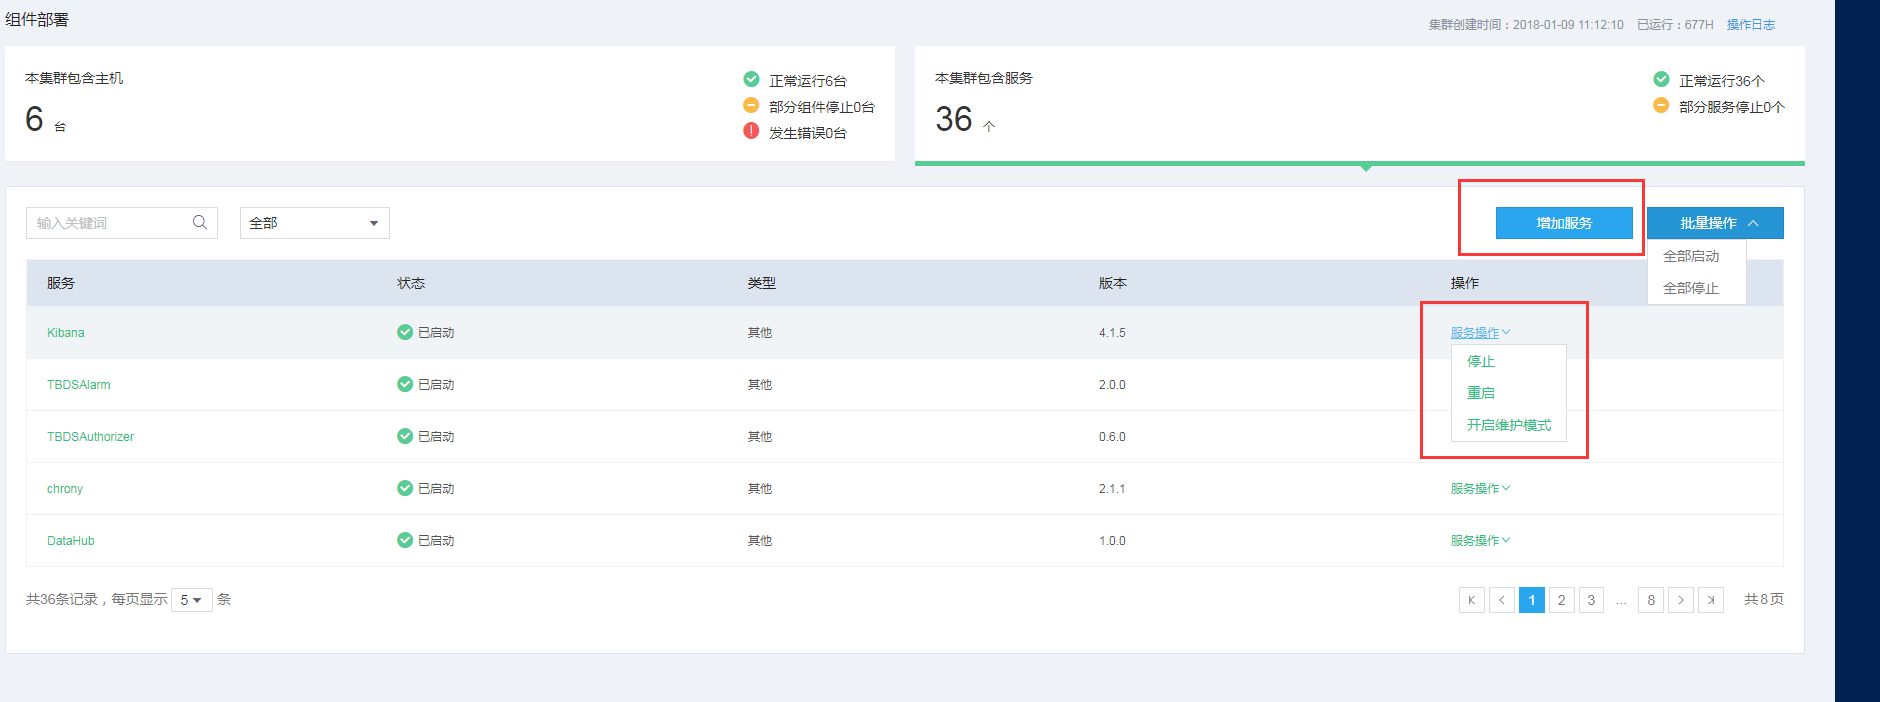 组件部署
集群创建时间：2018-01-09 11:12:10 已运行：677H 操作日志
本集群包含主机
6 台
正常运行6台
部分组件停止0台
发生错误0台
本集群包含服务
36 个
正常运行36个
部分服务停止0个
输入关键词 全部 增加服务 批量操作
全部启动
全部停止
服务 状态 类型 版本 操作
Kibana 已启动 其他 4.1.5 服务操作
停止
重启
开启维护模式
TBDSAlarm 已启动 其他 2.0.0
TBDSAuthorizer 已启动 其他 0.6.0
chrony 已启动 其他 2.1.1 服务操作
DataHub 已启动 其他 1.0.0 服务操作
共36条记录，每页显示 5 条
1 2 3 ... 8 共8页